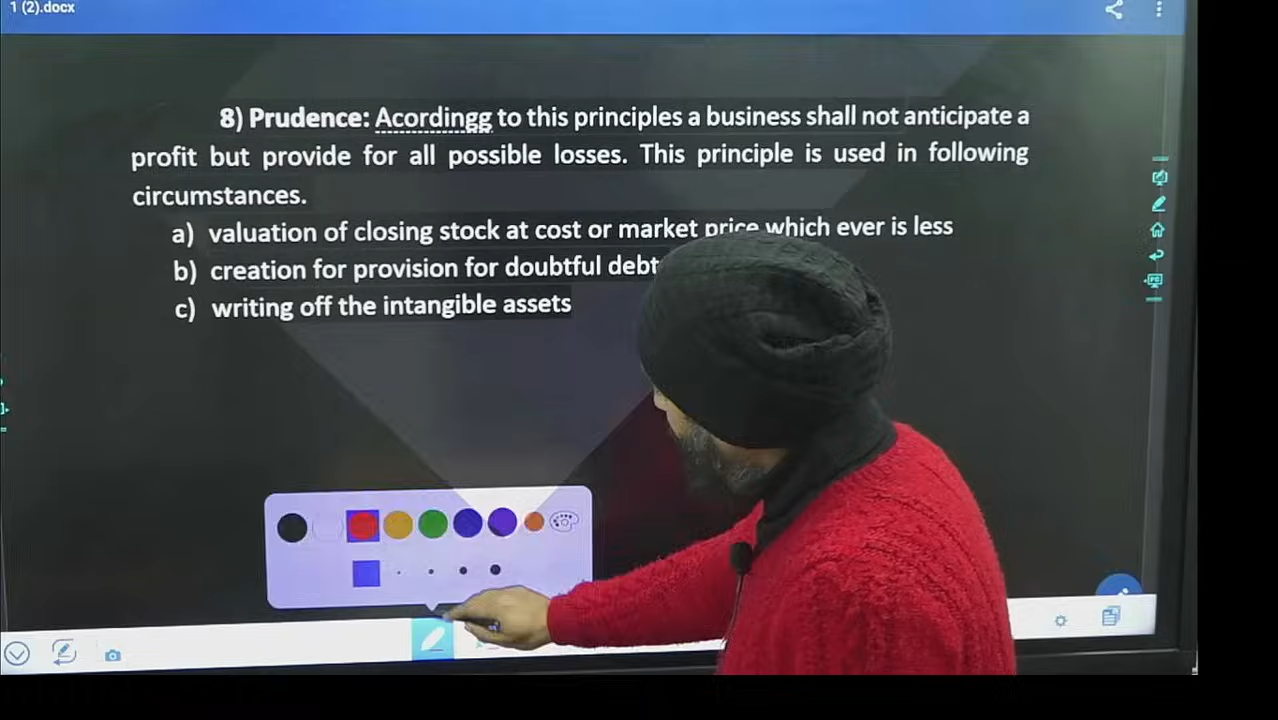 1 (2).docx
8) Prudence: Acordingg to this principles a business shall not anticipate a
profit but provide for all possible losses. This principle is used in following
circumstances.
a) valuation of closing stock at cost or market price which ever is less
b) creation for provision for doubtful debt
c) writing off the intangible assets